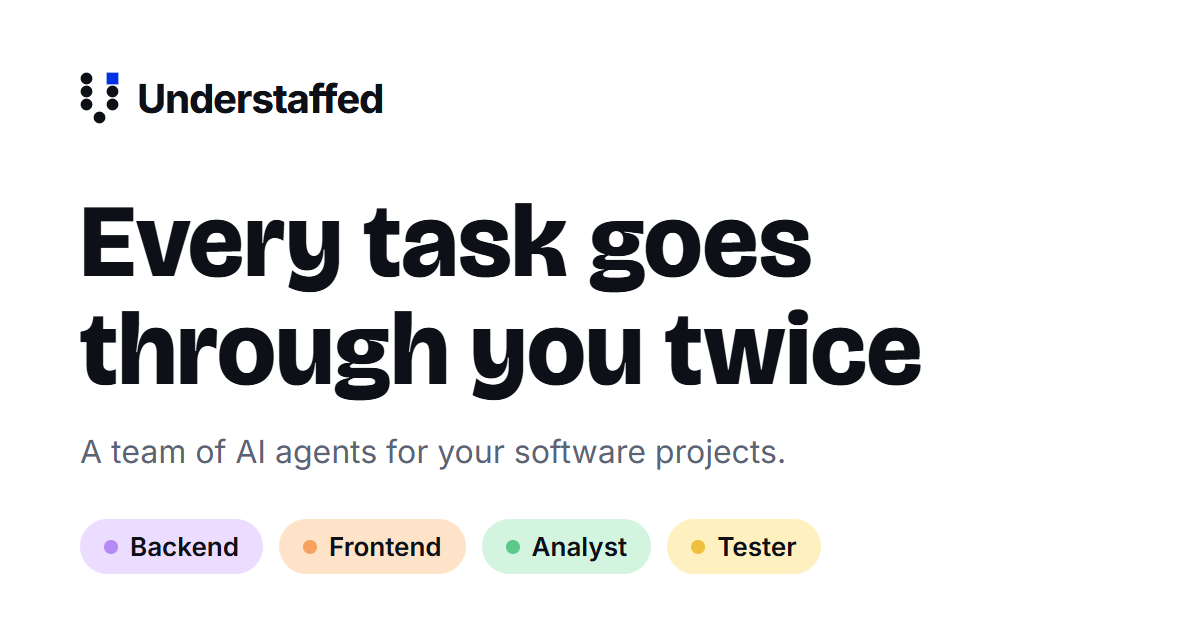 Understaffed
Every task goes
through you twice
A team of AI agents for your software projects.
Backend
Frontend
Analyst
Tester